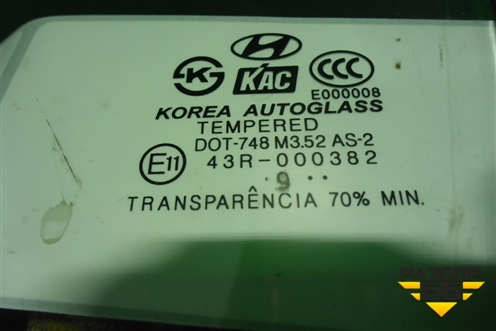 KS KAC CCC
E000008
KOREA AUTOGLASS
TEMPERED
DOT-748 M3.52 AS-2
E11 43R-000382
9 ..
TRANSPARÊNCIA 70% MIN.